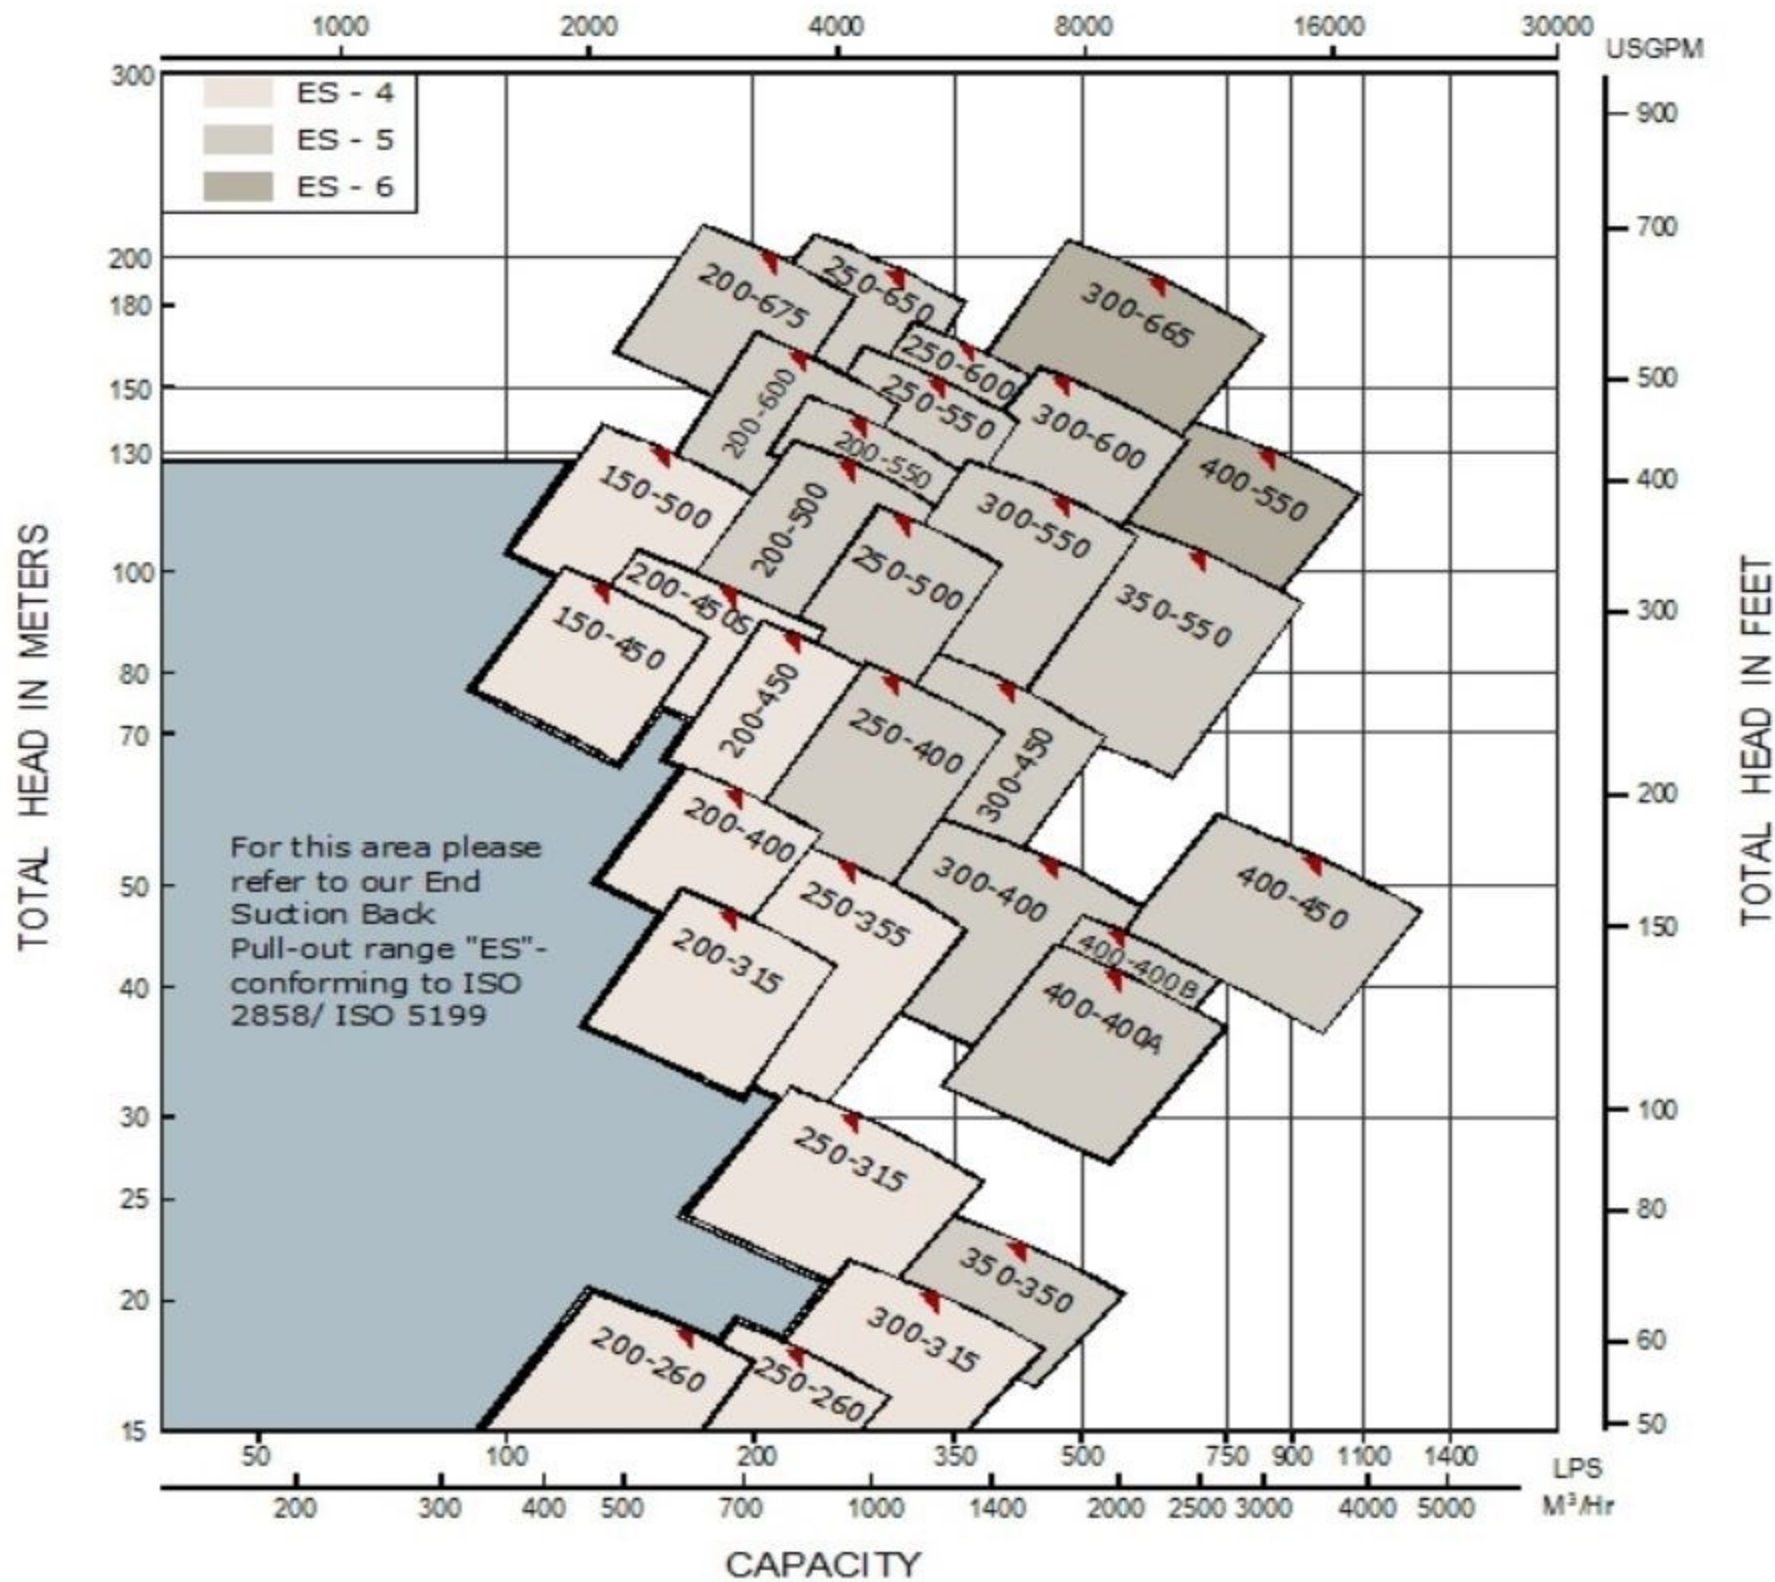 1000 2000 4000 8000 16000 30000
USGPM
300
200
180
150
130
100
80
70
50
40
30
25
20
15
TOTAL HEAD IN METERS
ES - 4
ES - 5
ES - 6
900
700
500
400
300
200
150
100
80
60
50
TOTAL HEAD IN FEET
200-675
250-650
300-665
250-600
200-600
250-550
300-600
200-550
400-550
150-500
200-500
300-550
250-500
350-550
200-450S
150-450
200-450
250-400
300-450
200-400
300-400
400-450
250-355
200-315
400-400B
400-400A
250-315
350-350
300-315
200-260
250-260
For this area please
refer to our End
Suction Back
Pull-out range "ES"-
conforming to ISO
2858/ ISO 5199
50 100 200 350 500 750 900 1100 1400
LPS
200 300 400 500 700 1000 1400 2000 2500 3000 4000 5000
M³/Hr
CAPACITY